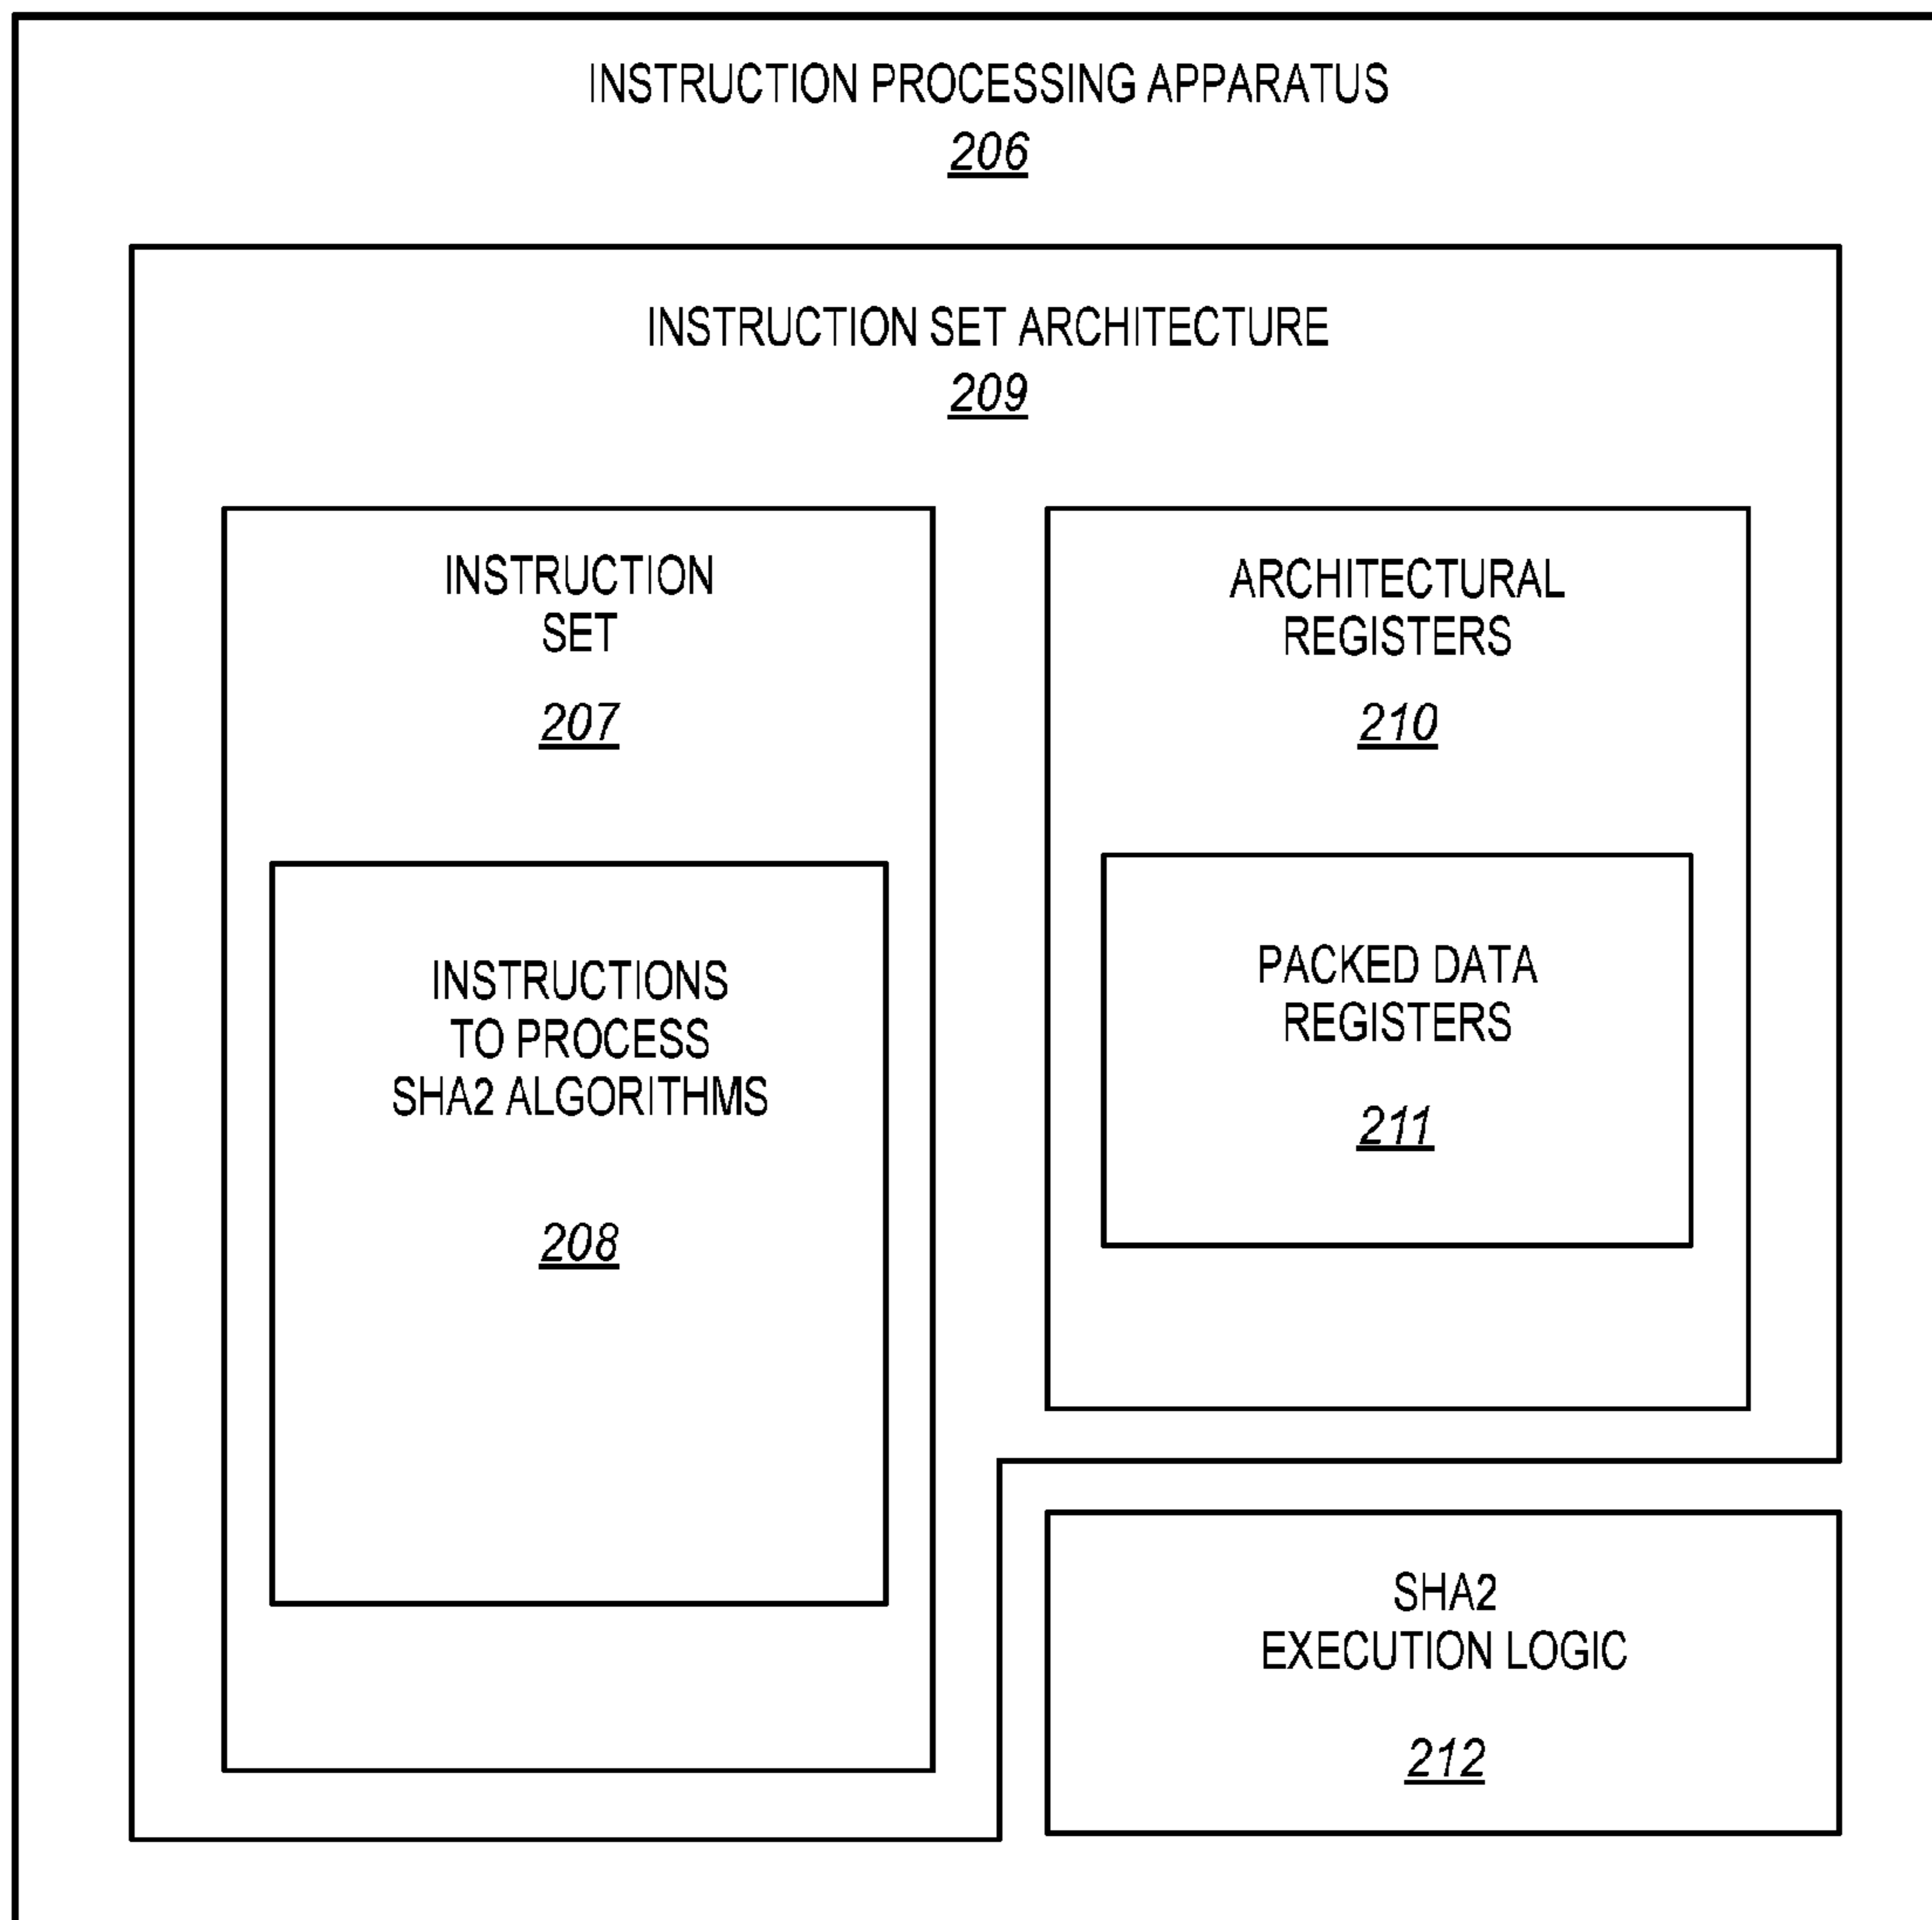 INSTRUCTION PROCESSING APPARATUS
206
INSTRUCTION SET ARCHITECTURE
209
INSTRUCTION
SET
207
INSTRUCTIONS
TO PROCESS
SHA2 ALGORITHMS
208
ARCHITECTURAL
REGISTERS
210
PACKED DATA
REGISTERS
211
SHA2
EXECUTION LOGIC
212